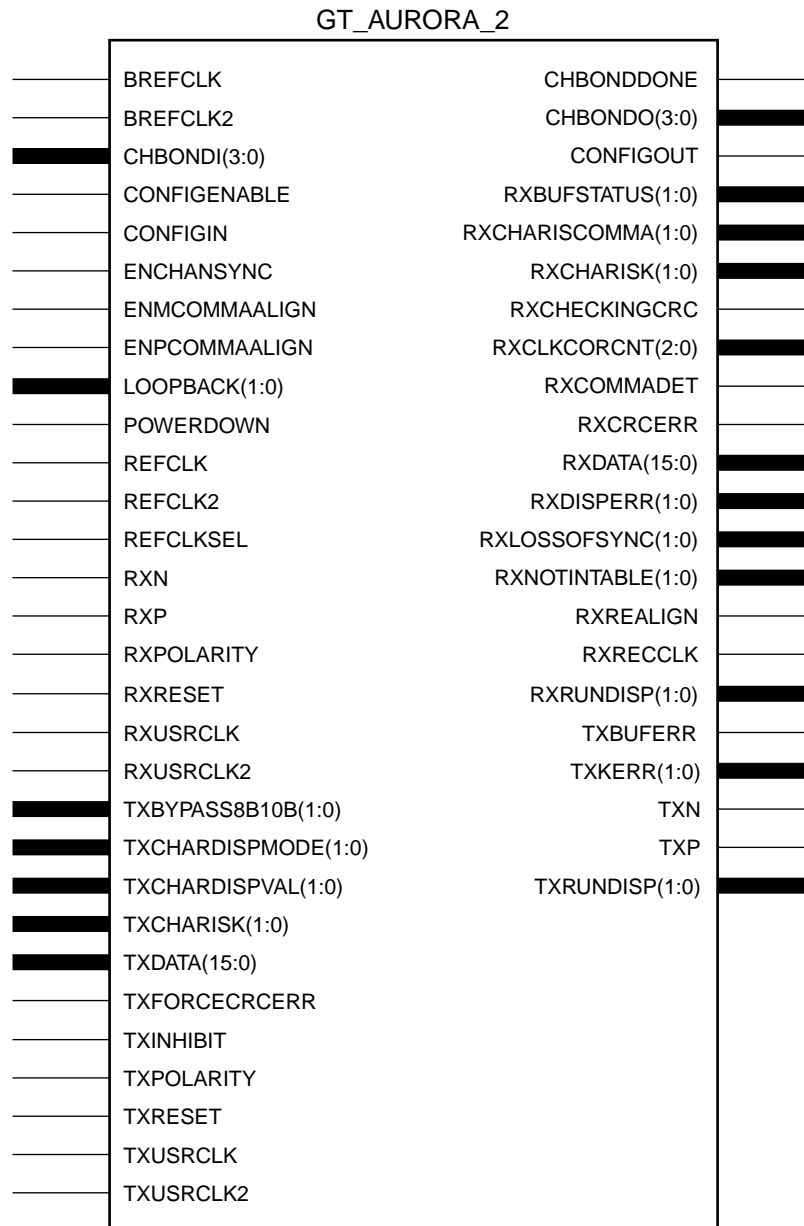 GT_AURORA_2
BREFCLK CHBONDDONE
BREFCLK2 CHBONDO(3:0)
CHBONDI(3:0) CONFIGOUT
CONFIGENABLE RXBUFSTATUS(1:0)
CONFIGIN RXCHARISCOMMA(1:0)
ENCHANSYNC RXCHARISK(1:0)
ENMCOMMAALIGN RXCHECKINGCRC
ENPCOMMAALIGN RXCLKCORCNT(2:0)
LOOPBACK(1:0) RXCOMMADET
POWERDOWN RXCRCERR
REFCLK RXDATA(15:0)
REFCLK2 RXDISPERR(1:0)
REFCLKSEL RXLOSSOFSYNC(1:0)
RXN RXNOTINTABLE(1:0)
RXP RXREALIGN
RXPOLARITY RXRECCLK
RXRESET RXRUNDISP(1:0)
RXUSRCLK TXBUFERR
RXUSRCLK2 TXKERR(1:0)
TXBYPASS8B10B(1:0) TXN
TXCHARDISPMODE(1:0) TXP
TXCHARDISPVAL(1:0) TXRUNDISP(1:0)
TXCHARISK(1:0)
TXDATA(15:0)
TXFORCECRCERR
TXINHIBIT
TXPOLARITY
TXRESET
TXUSRCLK
TXUSRCLK2